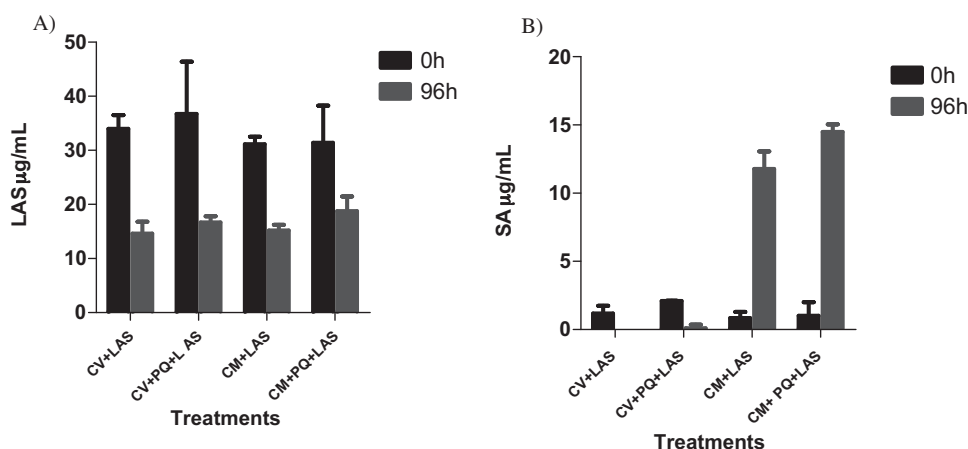 A)
50
40
30
20
10
0
LAS µg/mL
0h
96h
CV+LAS
CV+PQ+L AS
CM+LAS
CM+PQ+LAS
Treatments
B)
20
15
10
5
0
SA µg/mL
0h
96h
CV+LAS
CV+PQ+LAS
CM+LAS
CM+ PQ+LAS
Treatments